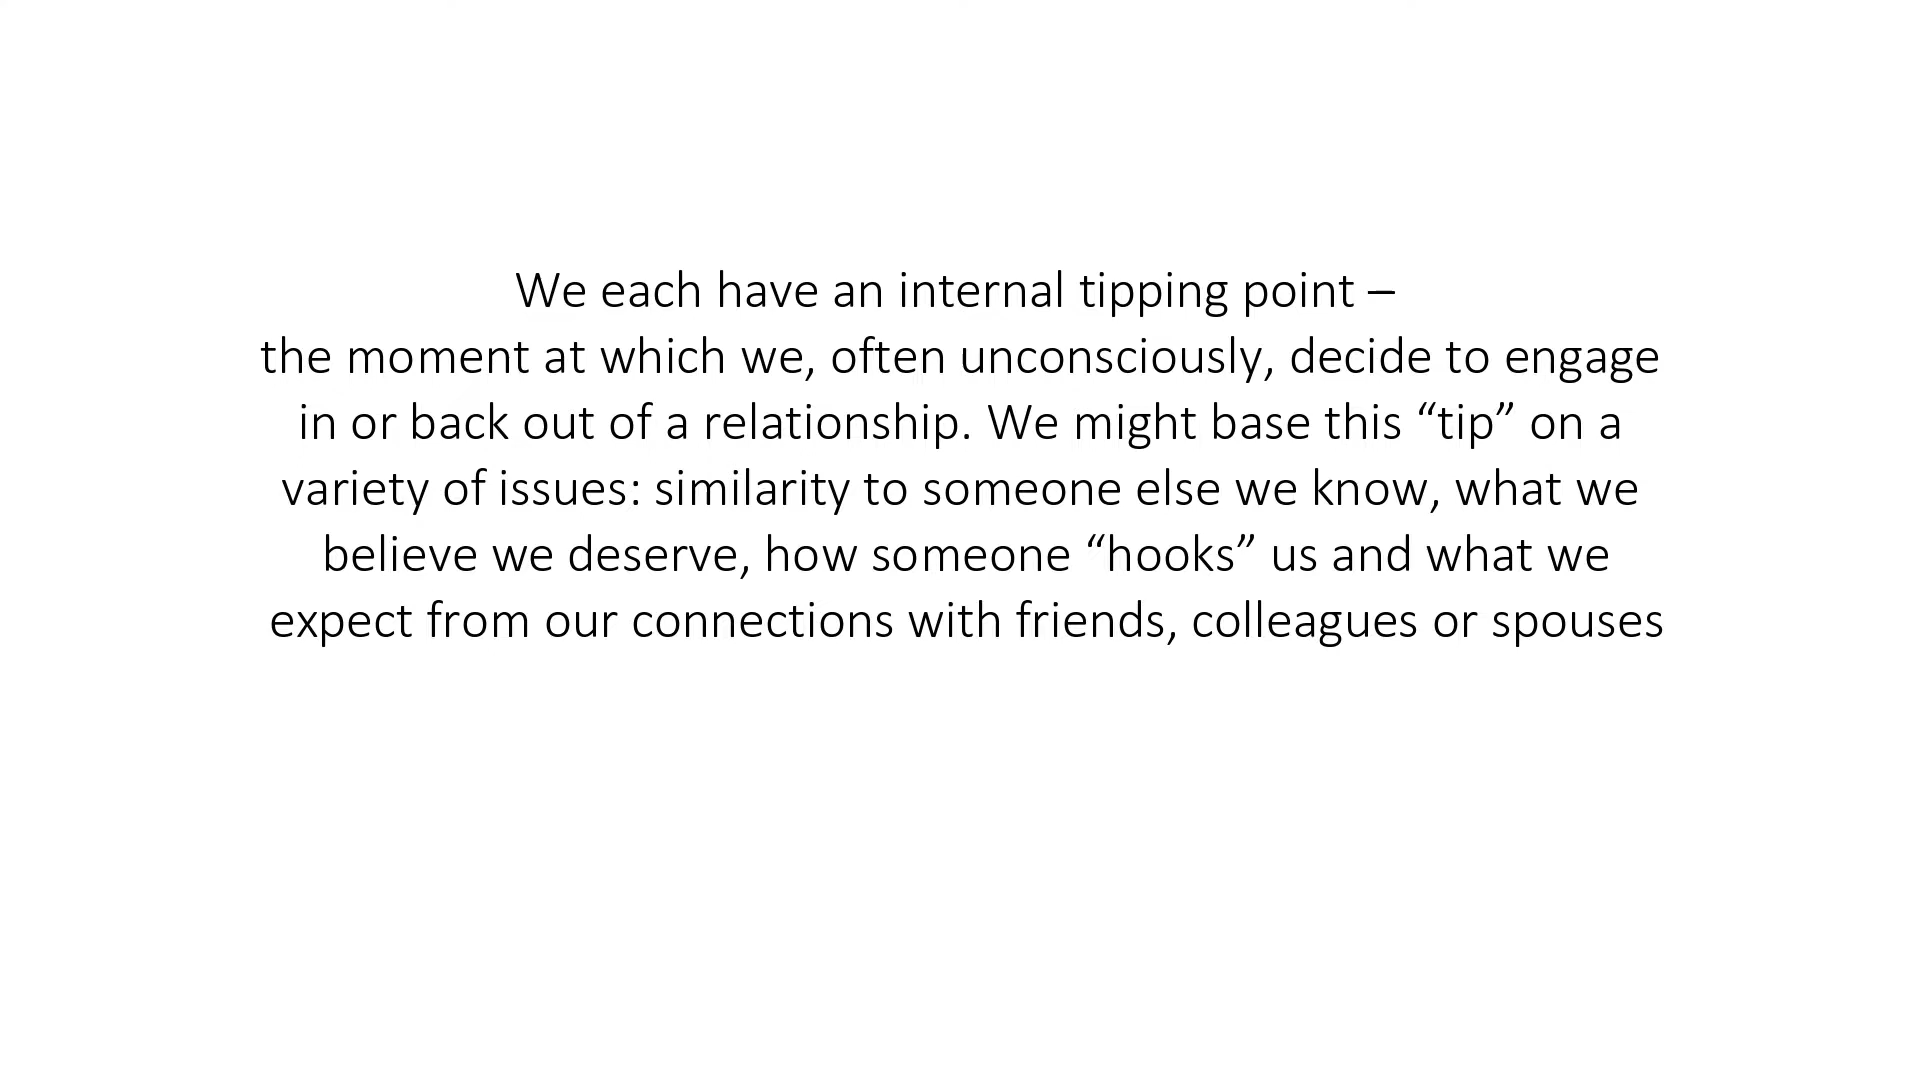 We each have an internal tipping point –
the moment at which we, often unconsciously, decide to engage
in or back out of a relationship. We might base this “tip” on a
variety of issues: similarity to someone else we know, what we
believe we deserve, how someone “hooks” us and what we
expect from our connections with friends, colleagues or spouses